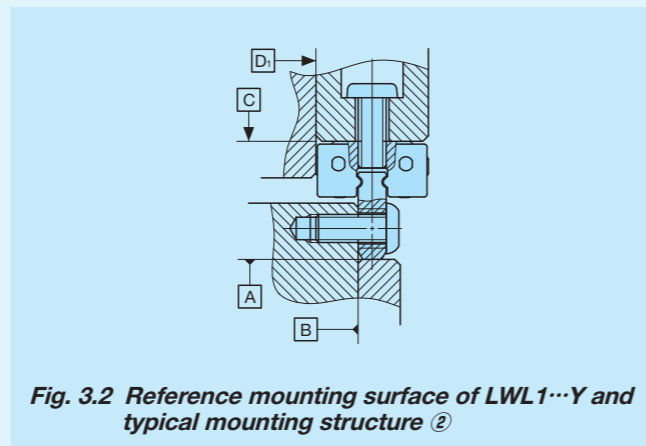 D₁
C
A
B
Fig. 3.2 Reference mounting surface of LWL1···Y and
typical mounting structure ②